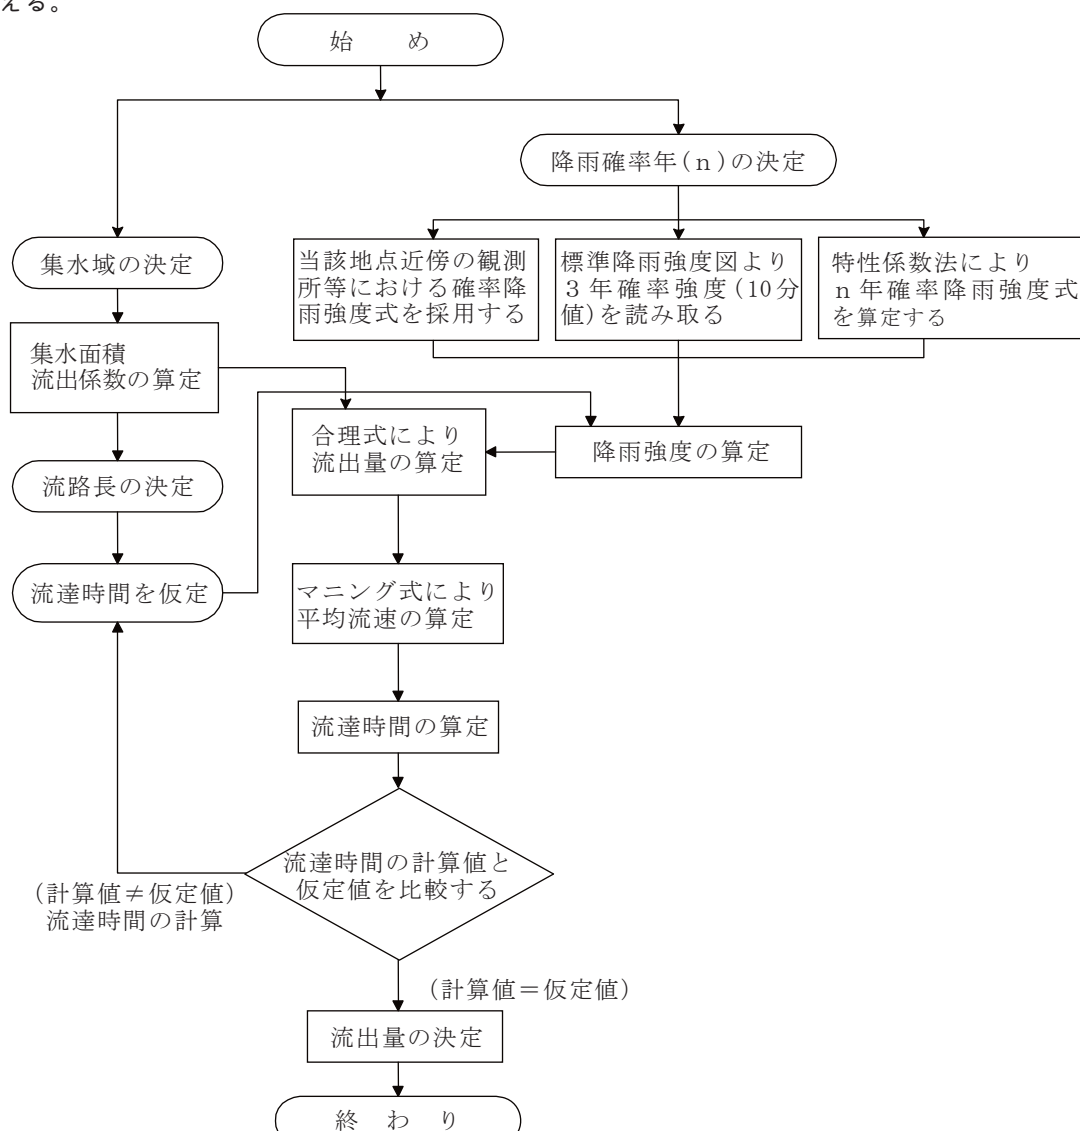 える。
始　　め
降雨確率年(ｎ)の決定
集水域の決定
当該地点近傍の観測
所等における確率降
雨強度式を採用する
標準降雨強度図より
３年確率強度(10分
値)を読み取る
特性係数法により
ｎ年確率降雨強度式
を算定する
集水面積
流出係数の算定
合理式により
流出量の算定
降雨強度の算定
流路長の決定
流達時間を仮定
マニング式により
平均流速の算定
流達時間の算定
流達時間の計算値と
仮定値を比較する
(計算値≠仮定値)
流達時間の計算
(計算値＝仮定値)
流出量の決定
終　わ　り